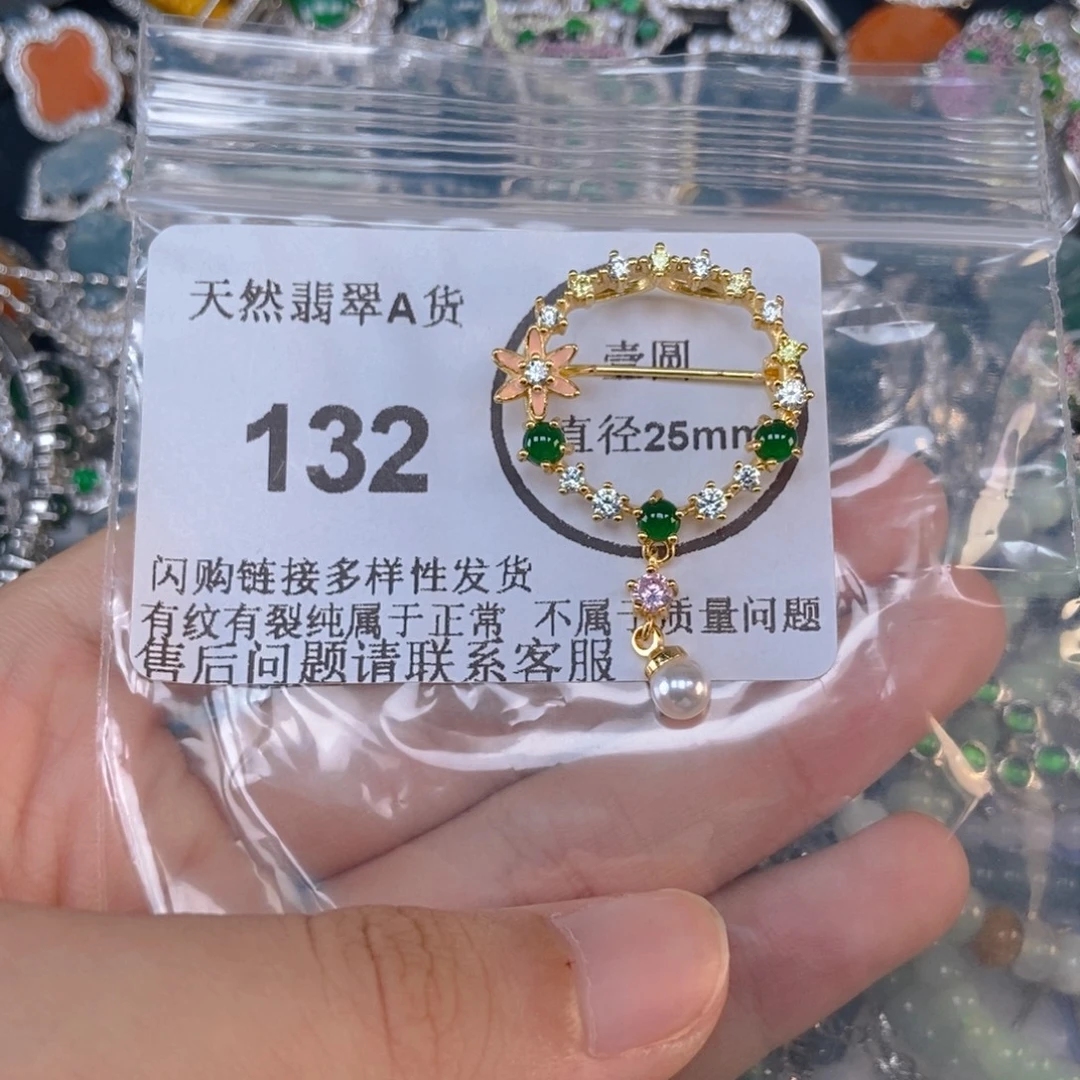 天然翡翠A货
壹圆
132
直径25mm
闪购链接多样性发货
有纹有裂纯属于正常 不属于质量问题
售后问题请联系客服